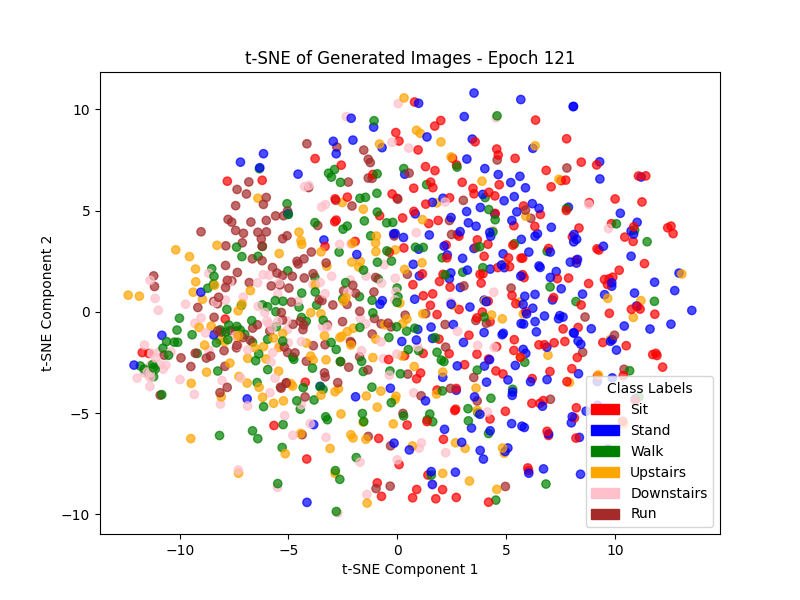 t-SNE of Generated Images - Epoch 121
10
5
0
−5
−10
t-SNE Component 2
−10
−5
0
5
10
t-SNE Component 1
Class Labels
Sit
Stand
Walk
Upstairs
Downstairs
Run